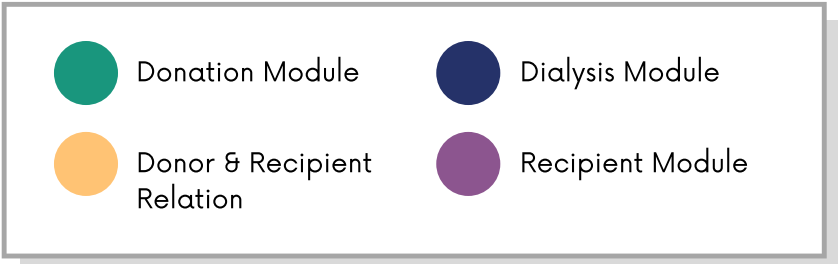 Donation Module
Dialysis Module
Donor & Recipient
Relation
Recipient Module